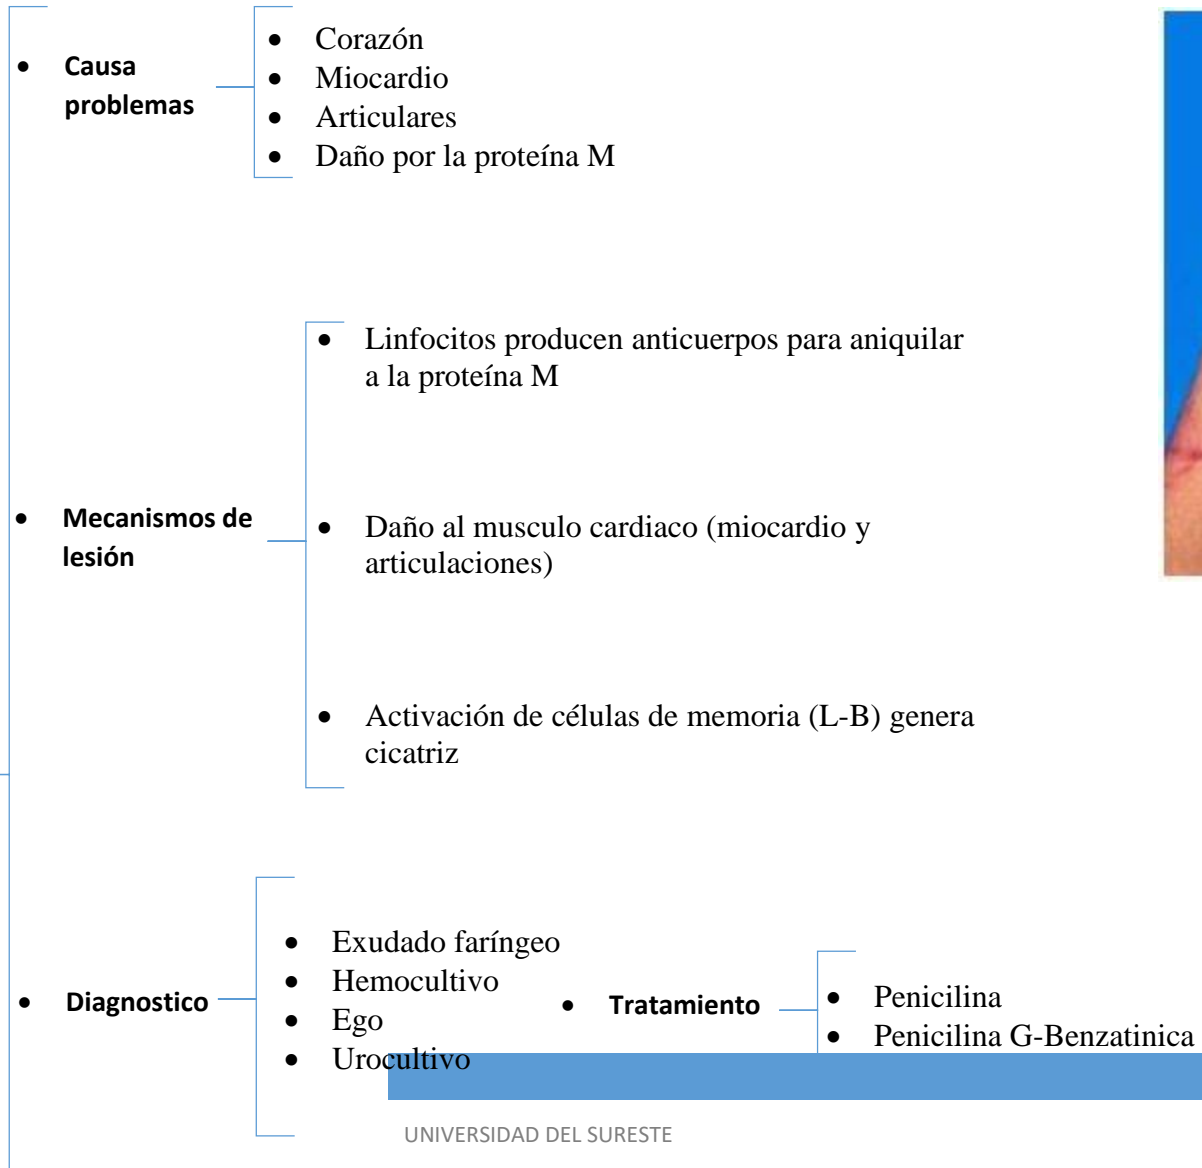 • Causa
problemas
• Corazón
• Miocardio
• Articulares
• Daño por la proteína M
• Mecanismos de
lesión
• Linfocitos producen anticuerpos para aniquilar
a la proteína M
• Daño al musculo cardiaco (miocardio y
articulaciones)
• Activación de células de memoria (L-B) genera
cicatriz
• Diagnostico
• Exudado faríngeo
• Hemocultivo
• Ego
• Urocultivo
• Tratamiento
• Penicilina
• Penicilina G-Benzatinica
UNIVERSIDAD DEL SURESTE